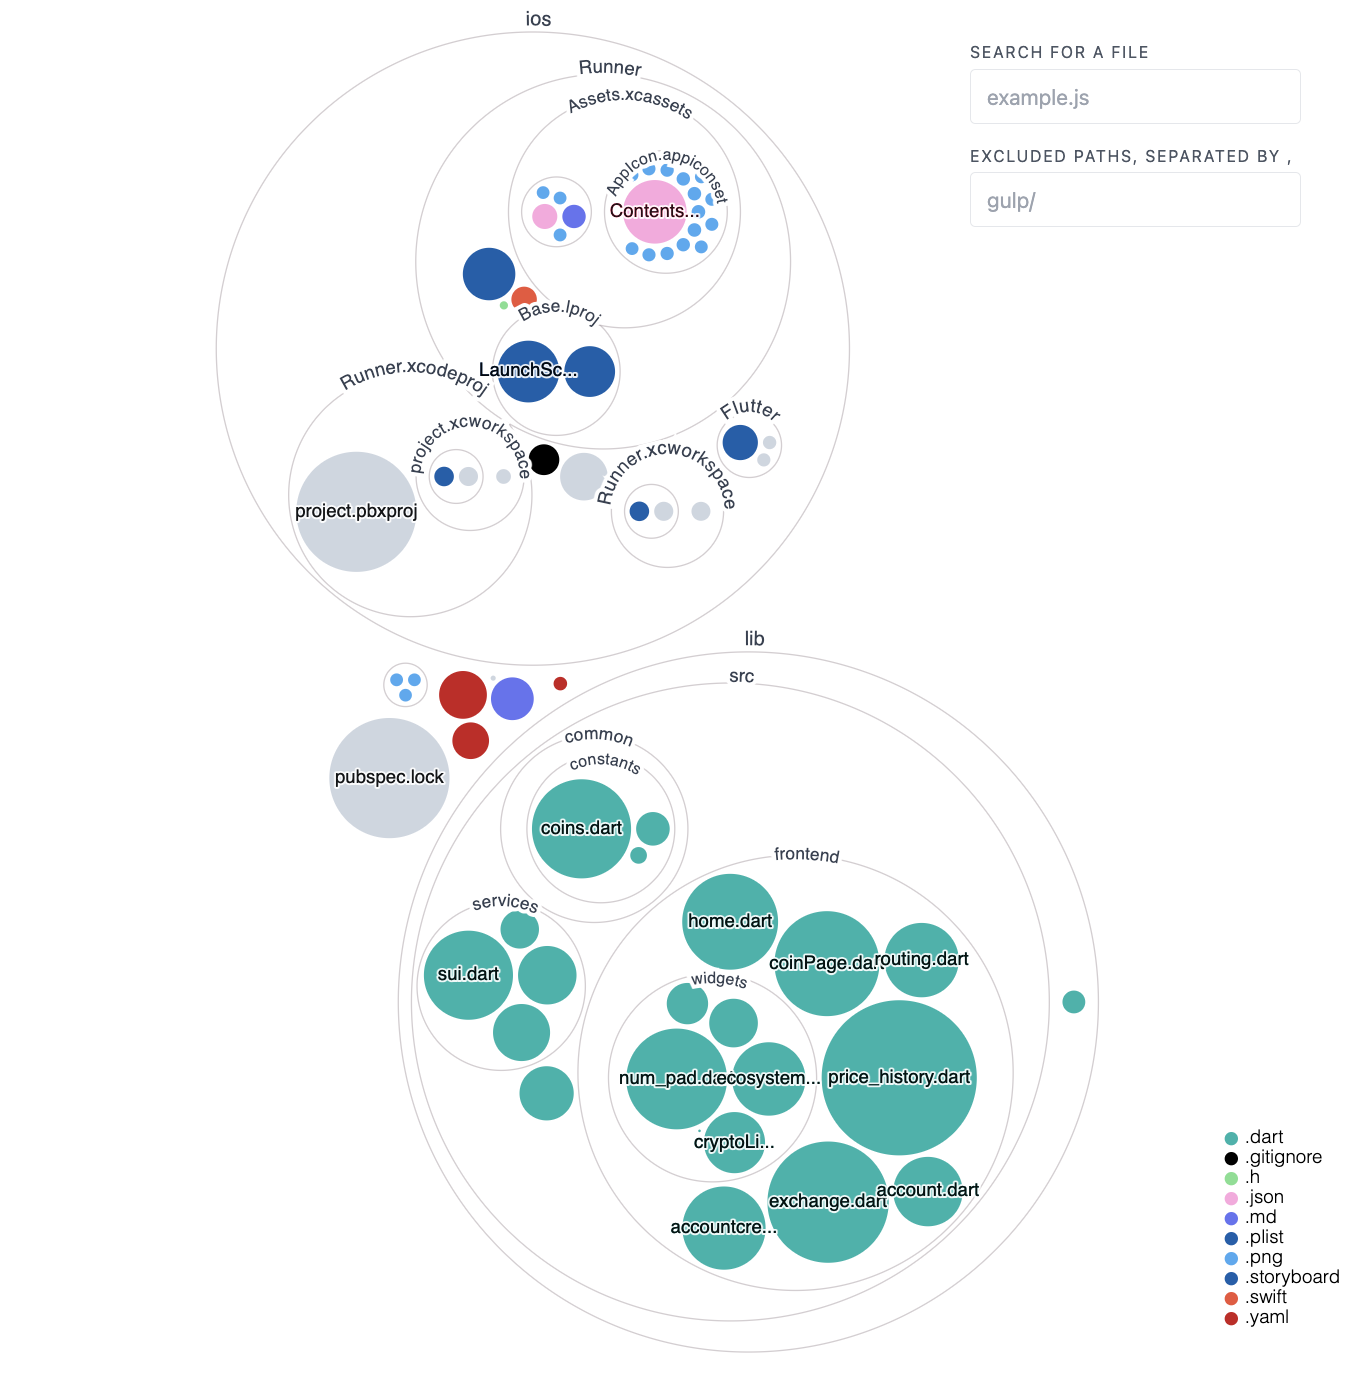 ios
Runner
Assets.xcassets
AppIcon.appiconset
Contents...
Base.lproj
LaunchSc...
Runner.xcodeproj
project.xcworkspace
project.pbxproj
Flutter
Runner.xcworkspace
SEARCH FOR A FILE
example.js
EXCLUDED PATHS, SEPARATED BY ,
gulp/
lib
src
pubspec.lock
common
constants
coins.dart
frontend
services
home.dart
coinPage.dart
routing.dart
sui.dart
widgets
num_pad.da
ecosystem...
price_history.dart
cryptoLi...
exchange.dart
account.dart
accountcre...
.dart
.gitignore
.h
.json
.md
.plist
.png
.storyboard
.swift
.yaml